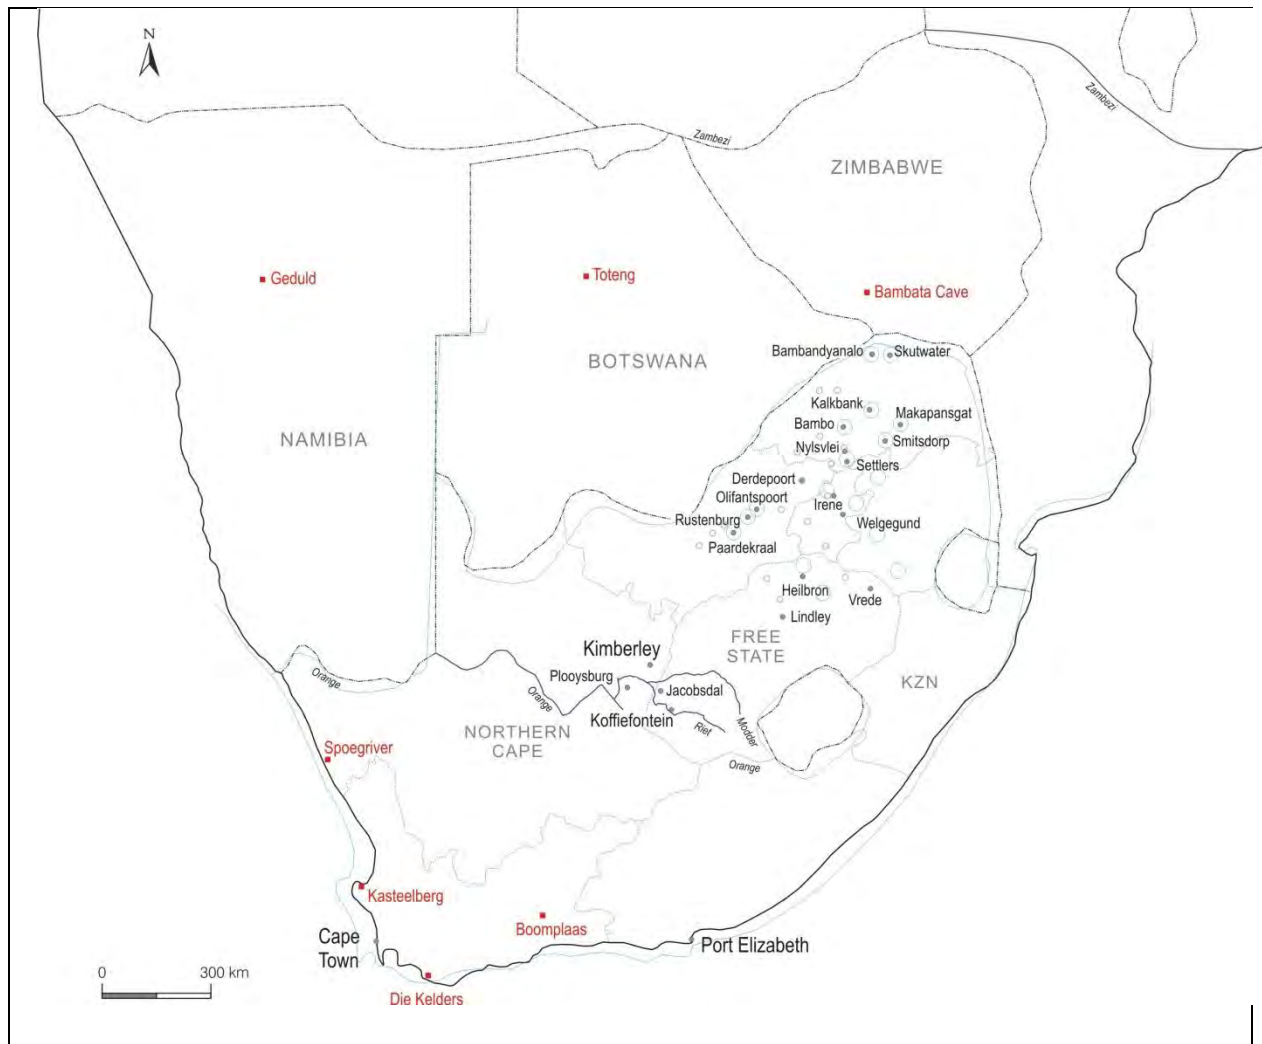 N
Zambezi
Zambezi
ZIMBABWE
Geduld
Toteng
Bambata Cave
Bambandyanalo
Skutwater
BOTSWANA
Kalkbank
Makapansgat
Bambo
NAMIBIA
Smitsdorp
Nylsvlei
Settlers
Derdepoort
Olifantspoort
Irene
Rustenburg
Welgegund
Paardekraal
Heilbron
Vrede
Lindley
FREE
STATE
Kimberley
Plooysburg
KZN
Orange
Orange
Jacobsdal
Koffiefontein
Riet
Modder
NORTHERN
CAPE
Spoegriver
Orange
Kasteelberg
Boomplaas
Cape
Town
Port Elizabeth
0 300 km
Die Kelders